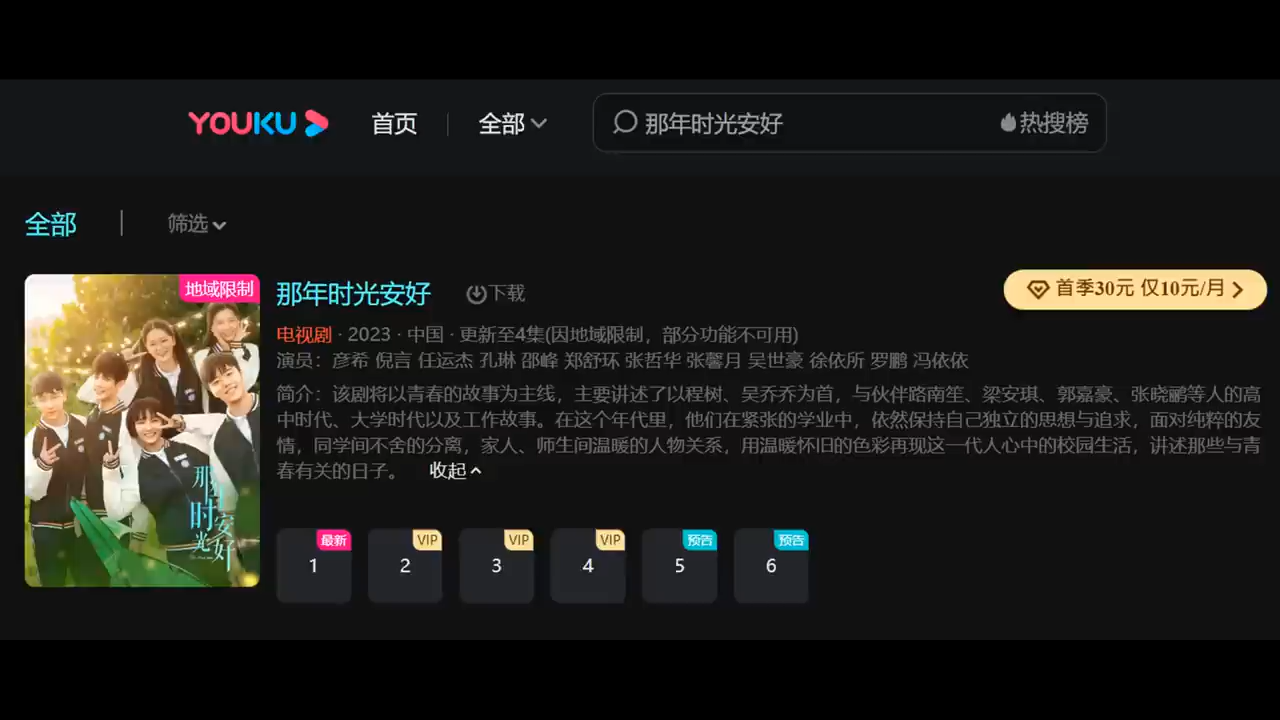 YOUKU 首页 全部 那年时光安好 热搜榜
全部 筛选
地域限制
那年时光安好 下载 首季30元 仅10元/月
电视剧 · 2023 · 中国 · 更新至4集(因地域限制，部分功能不可用)
演员：彦希 倪言 任运杰 孔琳 邵峰 郑舒环 张哲华 张馨月 吴世豪 徐依所 罗鹏 冯依依
简介：该剧将以青春的故事为主线，主要讲述了以程树、吴乔乔为首，与伙伴路南笙、梁安琪、郭嘉豪、张晓鹂等人的高
中时代、大学时代以及工作故事。在这个年代里，他们在紧张的学业中，依然保持自己独立的思想与追求，面对纯粹的友
情，同学间不舍的分离，家人、师生间温暖的人物关系，用温暖怀旧的色彩再现这一代人心中的校园生活，讲述那些与青
春有关的日子。 收起
那年
时光
安好
最新 VIP VIP VIP 预告 预告
1 2 3 4 5 6